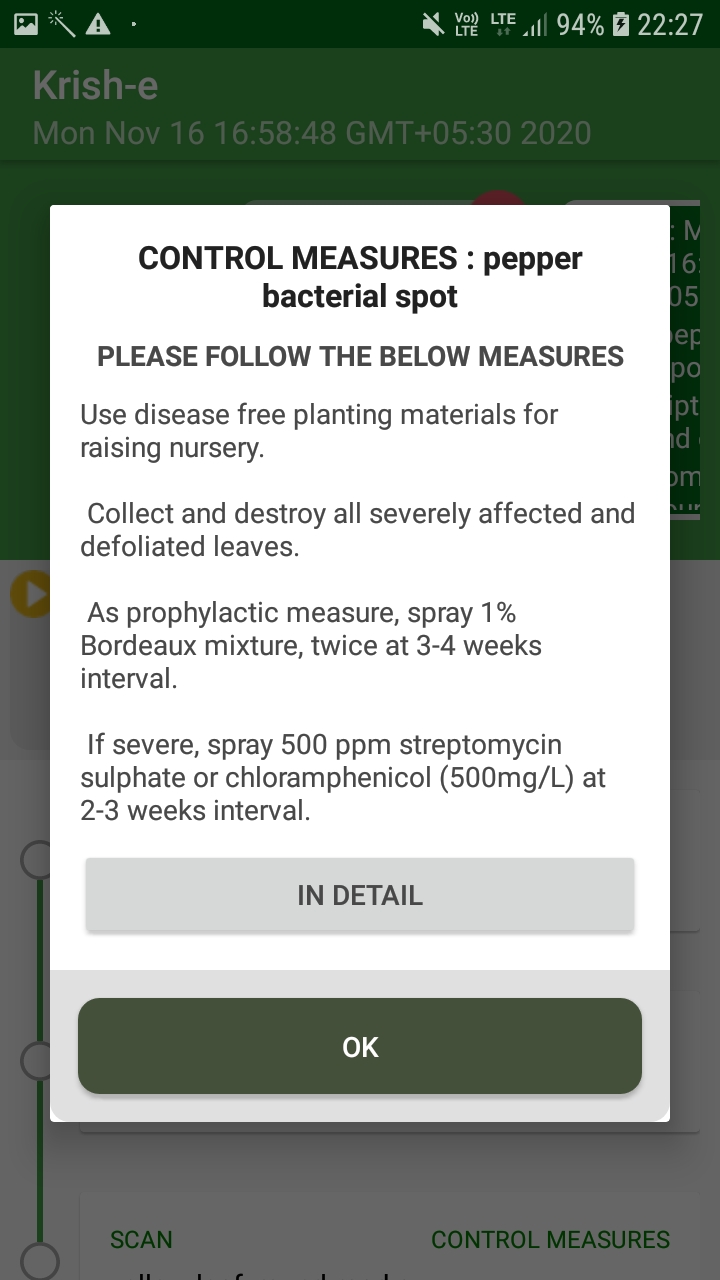 Vo)) LTE LTE 94% 22:27
Krish-e
Mon Nov 16 16:58:48 GMT+05:30 2020
CONTROL MEASURES : pepper
bacterial spot
PLEASE FOLLOW THE BELOW MEASURES
Use disease free planting materials for
raising nursery.
Collect and destroy all severely affected and
defoliated leaves.
As prophylactic measure, spray 1%
Bordeaux mixture, twice at 3-4 weeks
interval.
If severe, spray 500 ppm streptomycin
sulphate or chloramphenicol (500mg/L) at
2-3 weeks interval.
IN DETAIL
OK
SCAN CONTROL MEASURES